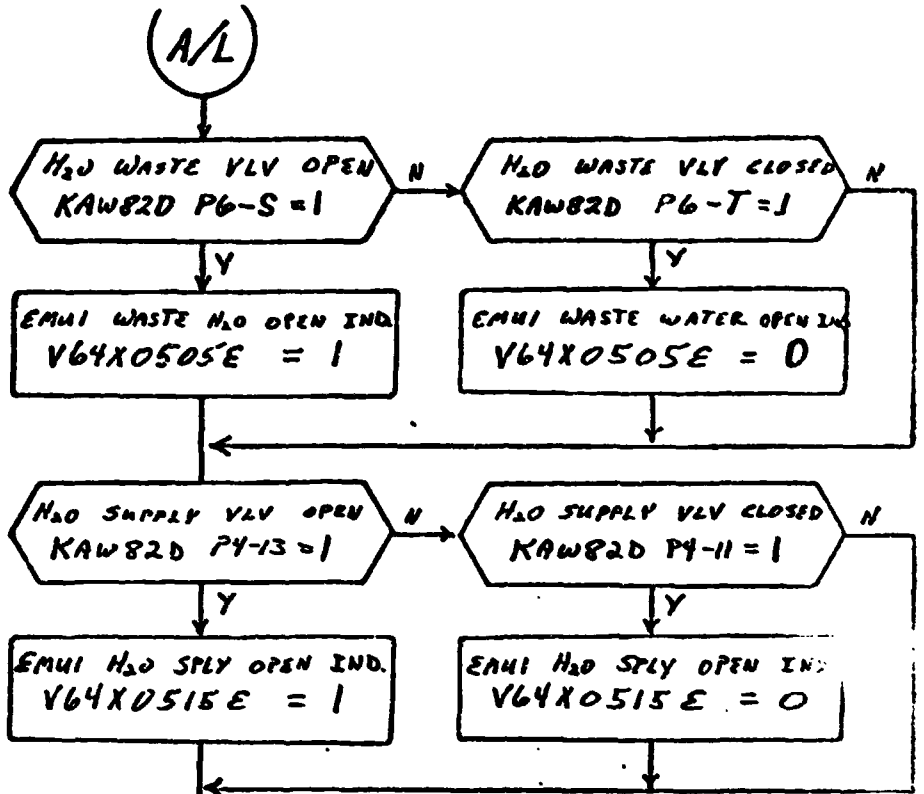 A/L
H2O WASTE VLV OPEN
KAW82D P6-S = 1
N
H2O WASTE VLV CLOSED
KAW82D P6-T = 1
N
Y
Y
EMU1 WASTE H2O OPEN IND.
V64X0505E = 1
EMU1 WASTE WATER OPEN IND
V64X0505E = 0
H2O SUPPLY VLV OPEN
KAW82D P4-13 = 1
N
H2O SUPPLY VLV CLOSED
KAW82D P4-11 = 1
N
Y
Y
EMU1 H2O SPLY OPEN IND.
V64X0515E = 1
EMU1 H2O SPLY OPEN IND.
V64X0515E = 0